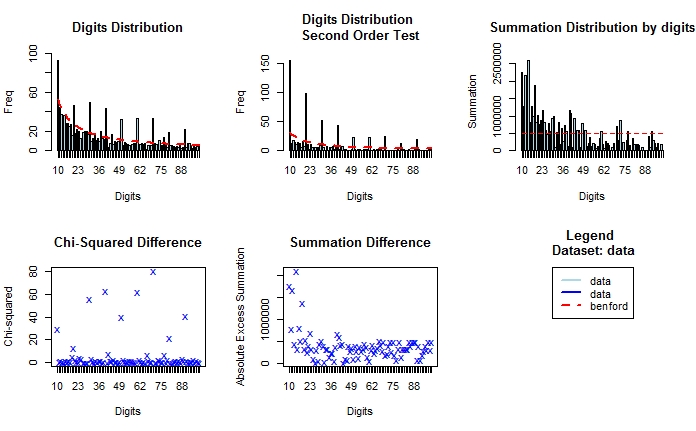 Digits Distribution
Freq
0 20 60 100
10 23 36 49 62 75 88
Digits
Digits Distribution
Second Order Test
Freq
0 50 100 150
10 23 36 49 62 75 88
Digits
Summation Distribution by digits
Summation
0 1000000 2500000
10 23 36 49 62 75 88
Digits
Chi-Squared Difference
Chi-squared
0 20 40 60 80
10 23 36 49 62 75 88
Digits
Summation Difference
Absolute Excess Summation
0 1000000
10 23 36 49 62 75 88
Digits
Legend
Dataset: data
data
data
benford